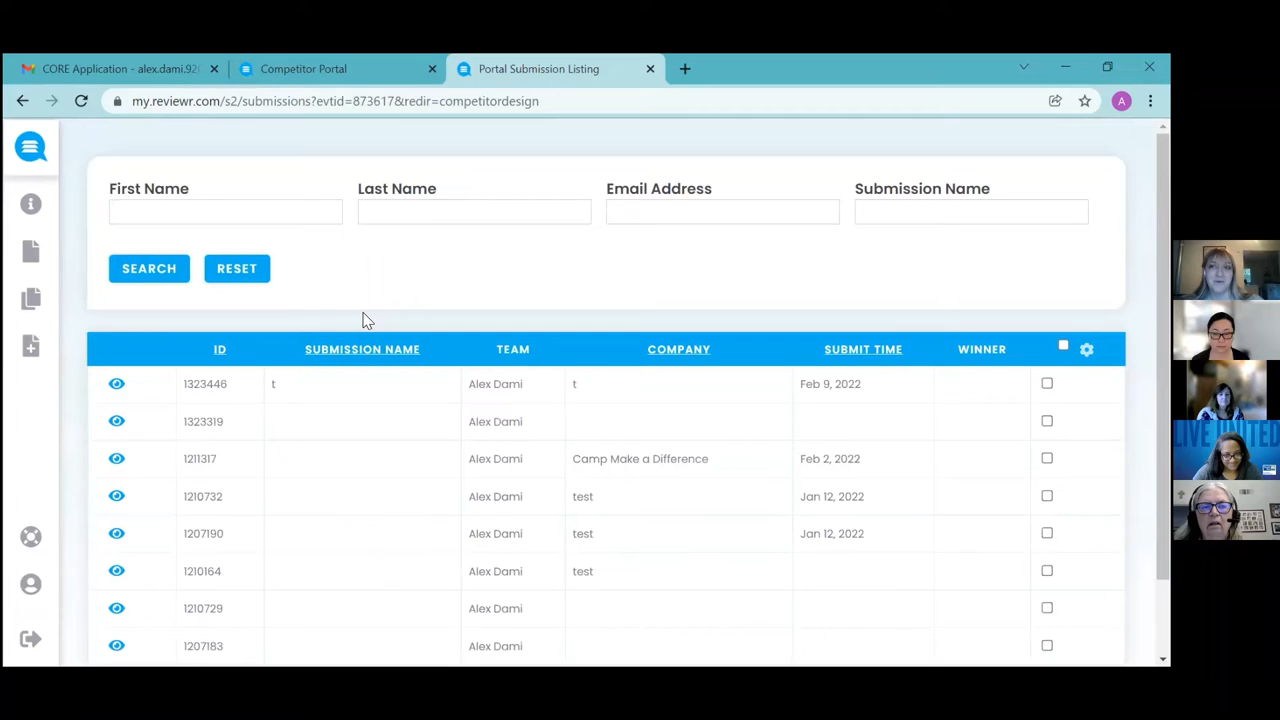 CORE Application - alex.dami.92
Competitor Portal
Portal Submission Listing
my.reviewr.com/s2/submissions?evtid=873617&redir=competitordesign
A
First Name Last Name Email Address Submission Name
SEARCH RESET
ID SUBMISSION NAME TEAM COMPANY SUBMIT TIME WINNER
1323446 t Alex Dami t Feb 9, 2022
1323319 Alex Dami
1211317 Alex Dami Camp Make a Difference Feb 2, 2022
1210732 Alex Dami test Jan 12, 2022
1207190 Alex Dami test Jan 12, 2022
1210164 Alex Dami test
1210729 Alex Dami
1207183 Alex Dami
LIVE UNITED